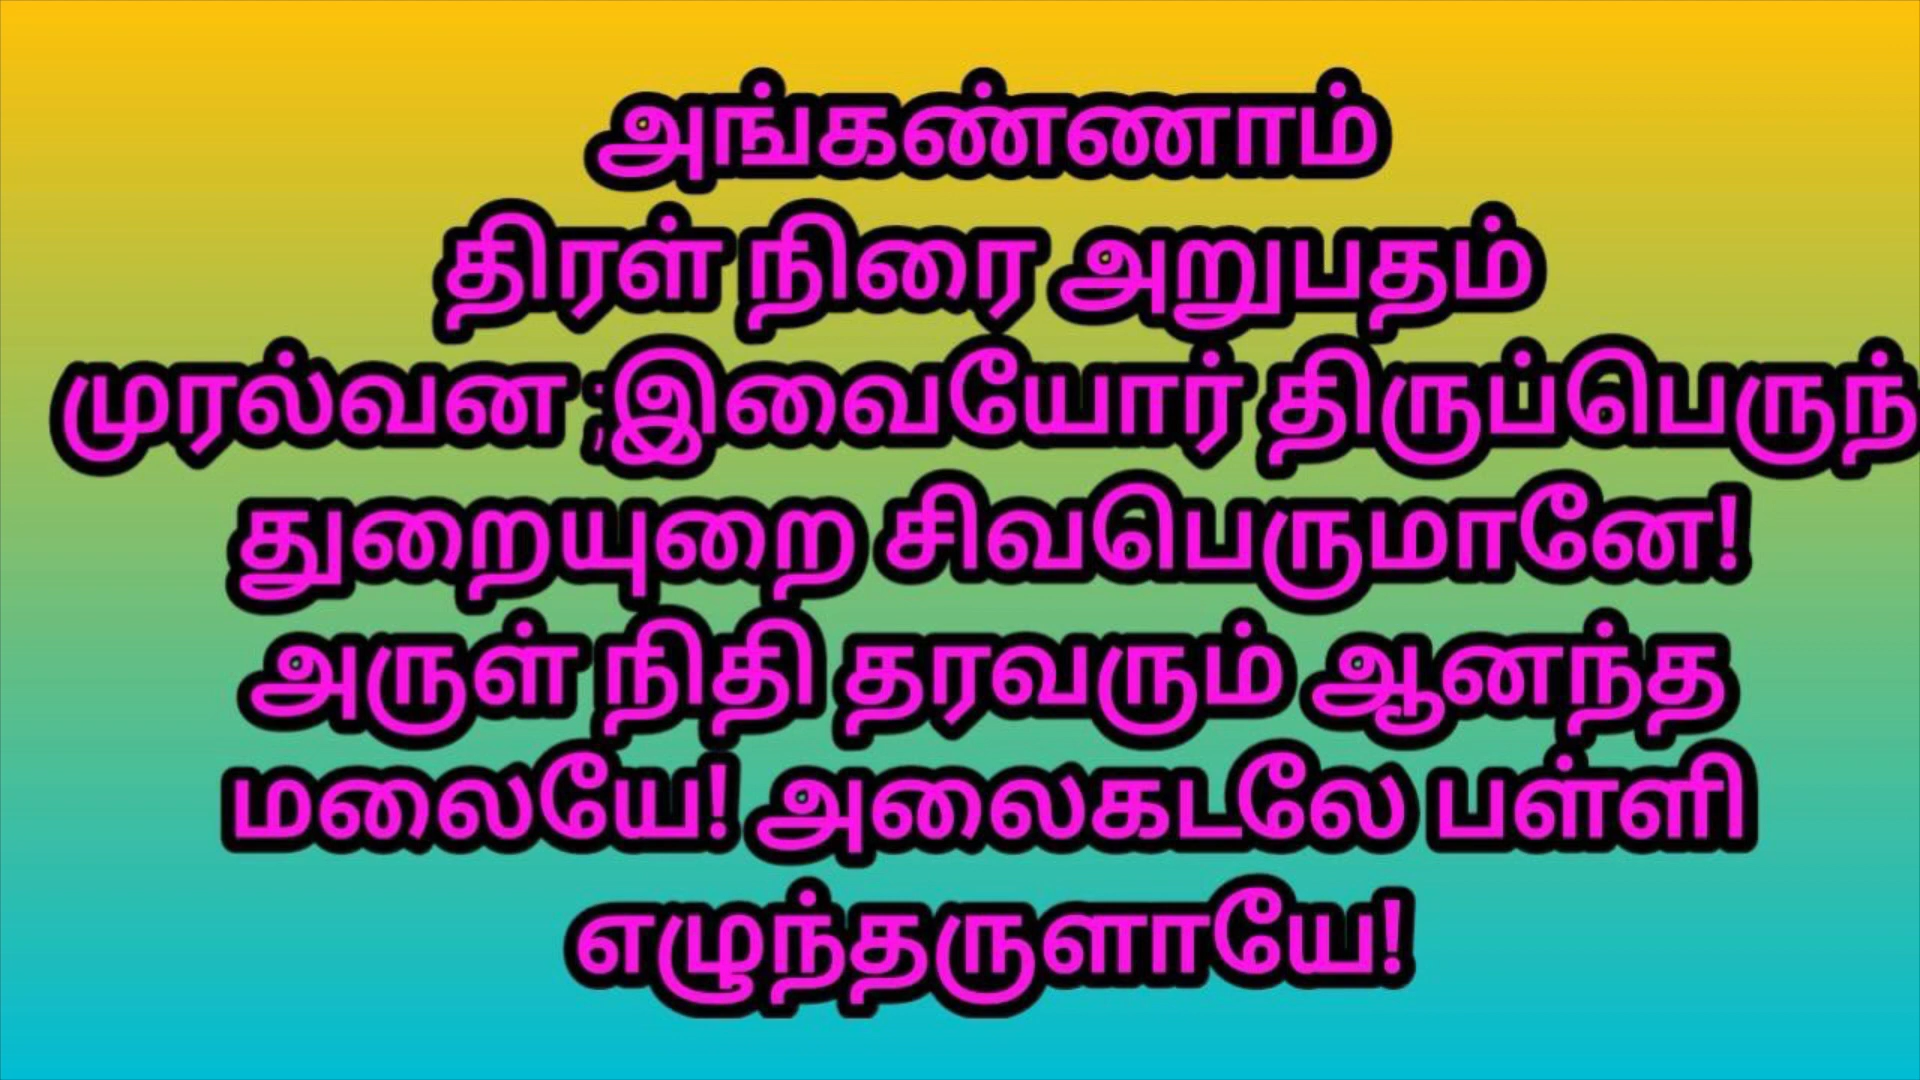 அங்கண்ணாம்
திரள் நிரை அறுபதம்
முரல்வன ;இவையோர் திருப்பெருந்
துறையுறை சிவபெருமானே!
அருள் நிதி தரவரும் ஆனந்த
மலையே! அலைகடலே பள்ளி
எழுந்தருளாயே!